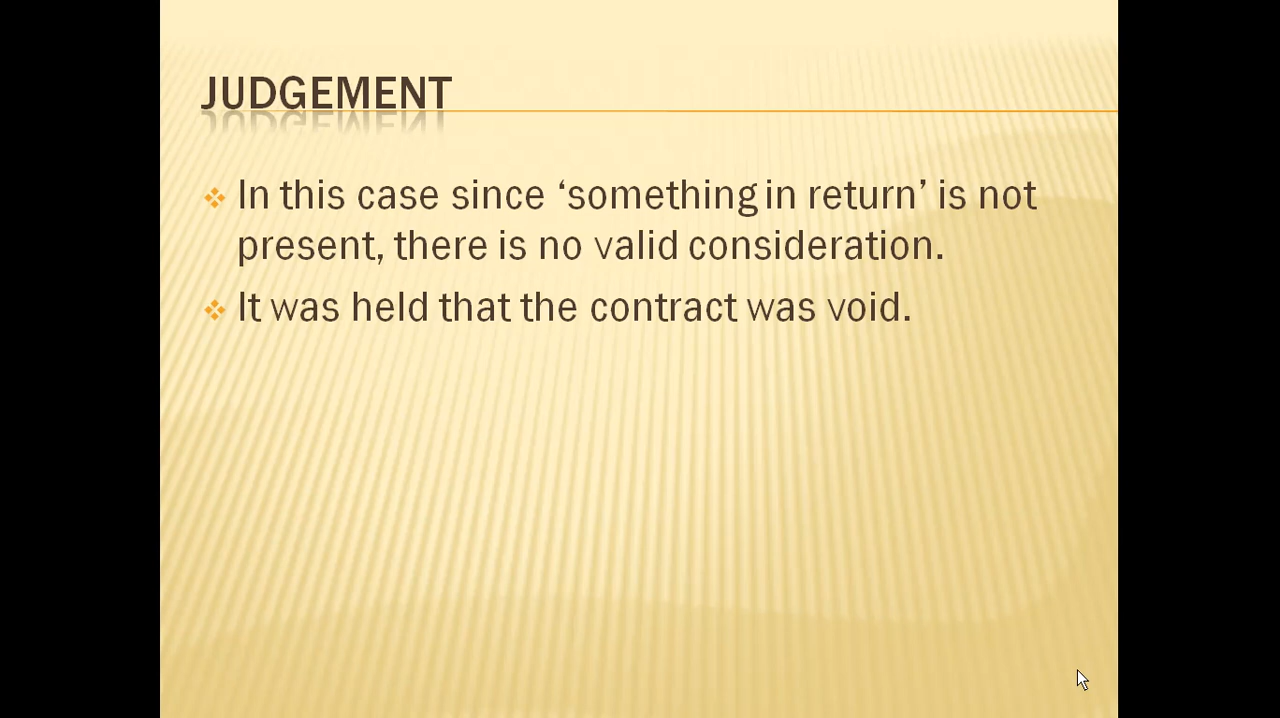 JUDGEMENT
In this case since ‘something in return’ is not
present, there is no valid consideration.
It was held that the contract was void.